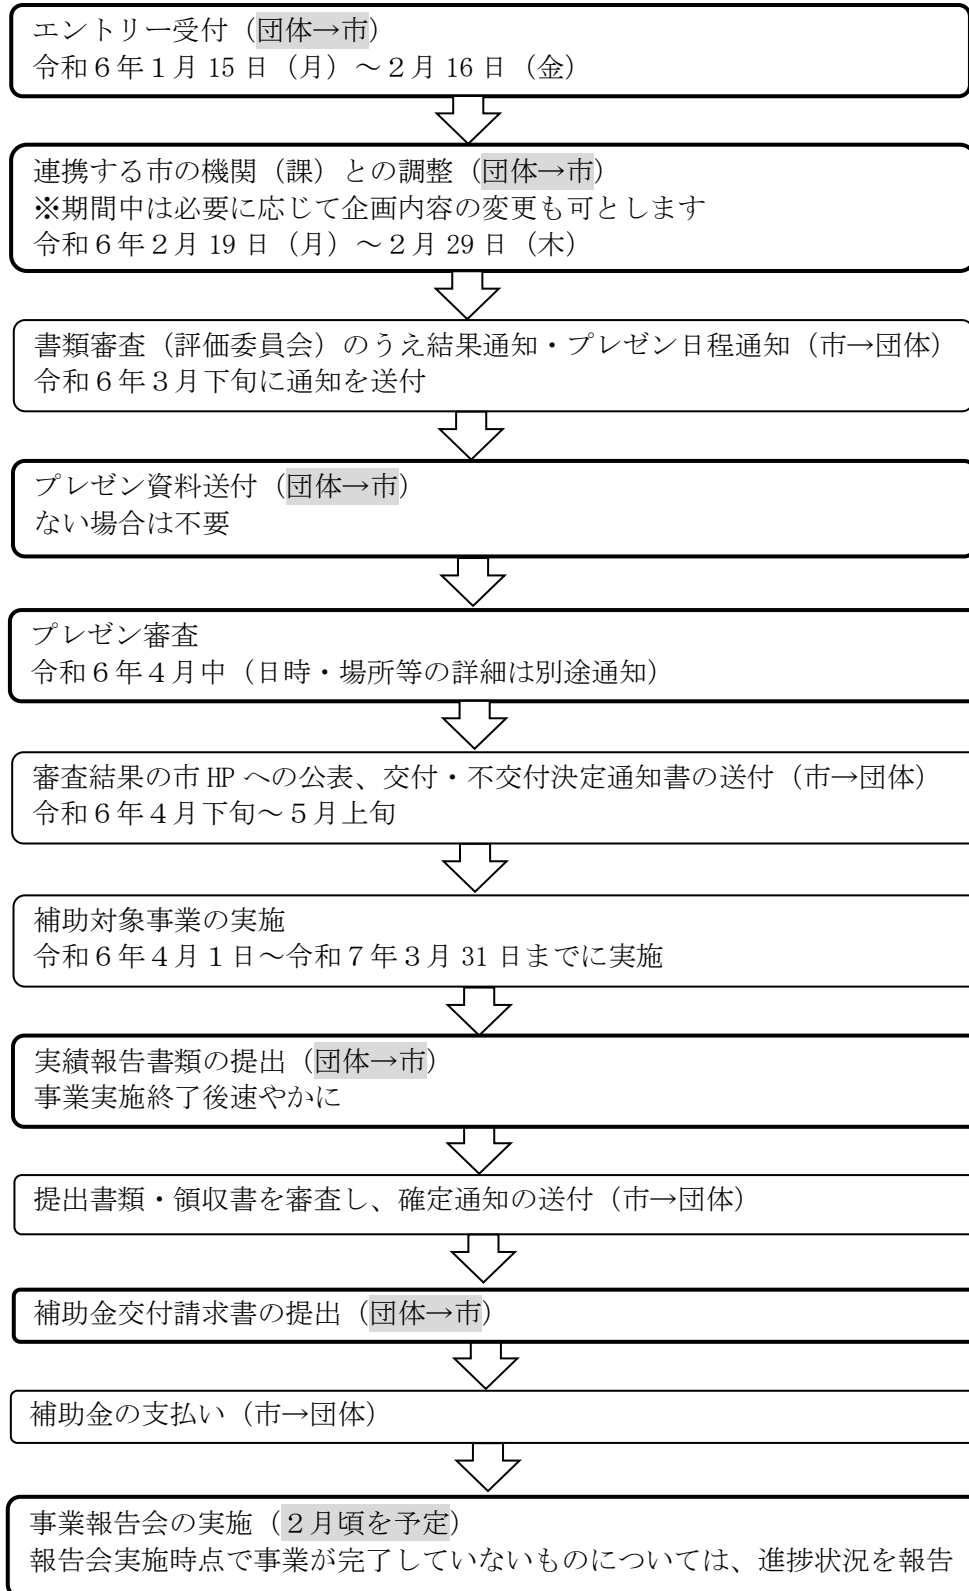 エントリー受付（団体→市）
令和６年１月 15 日（月）～２月 16 日（金）
連携する市の機関（課）との調整（団体→市）
※期間中は必要に応じて企画内容の変更も可とします
令和６年２月 19 日（月）～２月 29 日（木）
書類審査（評価委員会）のうえ結果通知・プレゼン日程通知（市→団体）
令和６年３月下旬に通知を送付
プレゼン資料送付（団体→市）
ない場合は不要
プレゼン審査
令和６年４月中（日時・場所等の詳細は別途通知）
審査結果の市 HP への公表、交付・不交付決定通知書の送付（市→団体）
令和６年４月下旬～５月上旬
補助対象事業の実施
令和６年４月１日～令和７年３月 31 日までに実施
実績報告書類の提出（団体→市）
事業実施終了後速やかに
提出書類・領収書を審査し、確定通知の送付（市→団体）
補助金交付請求書の提出（団体→市）
補助金の支払い（市→団体）
事業報告会の実施（２月頃を予定）
報告会実施時点で事業が完了していないものについては、進捗状況を報告